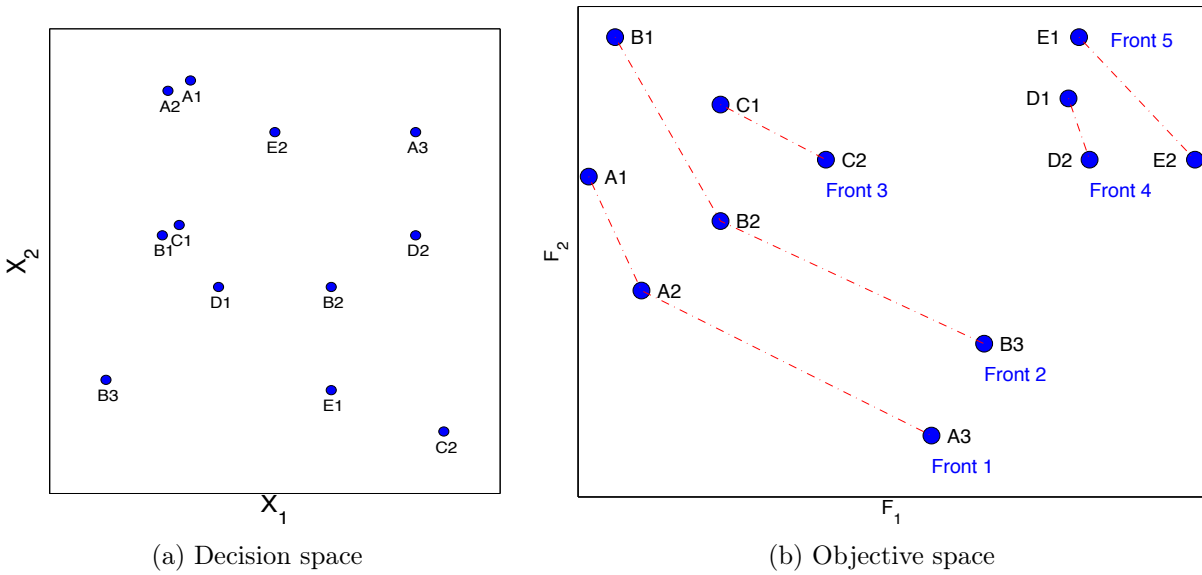 A1
A2
E2
A3
C1
B1
D2
D1
B2
B3
E1
C2
X2
X1
(a) Decision space
B1
E1
Front 5
C1
D1
C2
D2
E2
A1
Front 3
Front 4
B2
F2
A2
B3
Front 2
A3
Front 1
F1
(b) Objective space